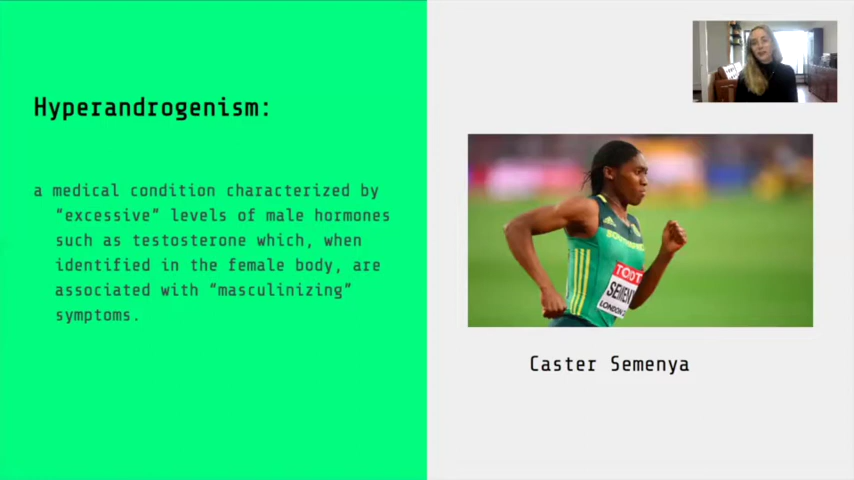 Hyperandrogenism:
a medical condition characterized by
“excessive” levels of male hormones
such as testosterone which, when
identified in the female body, are
associated with “masculinizing”
symptoms.
TOOT
SEMEN
LONDON
Caster Semenya